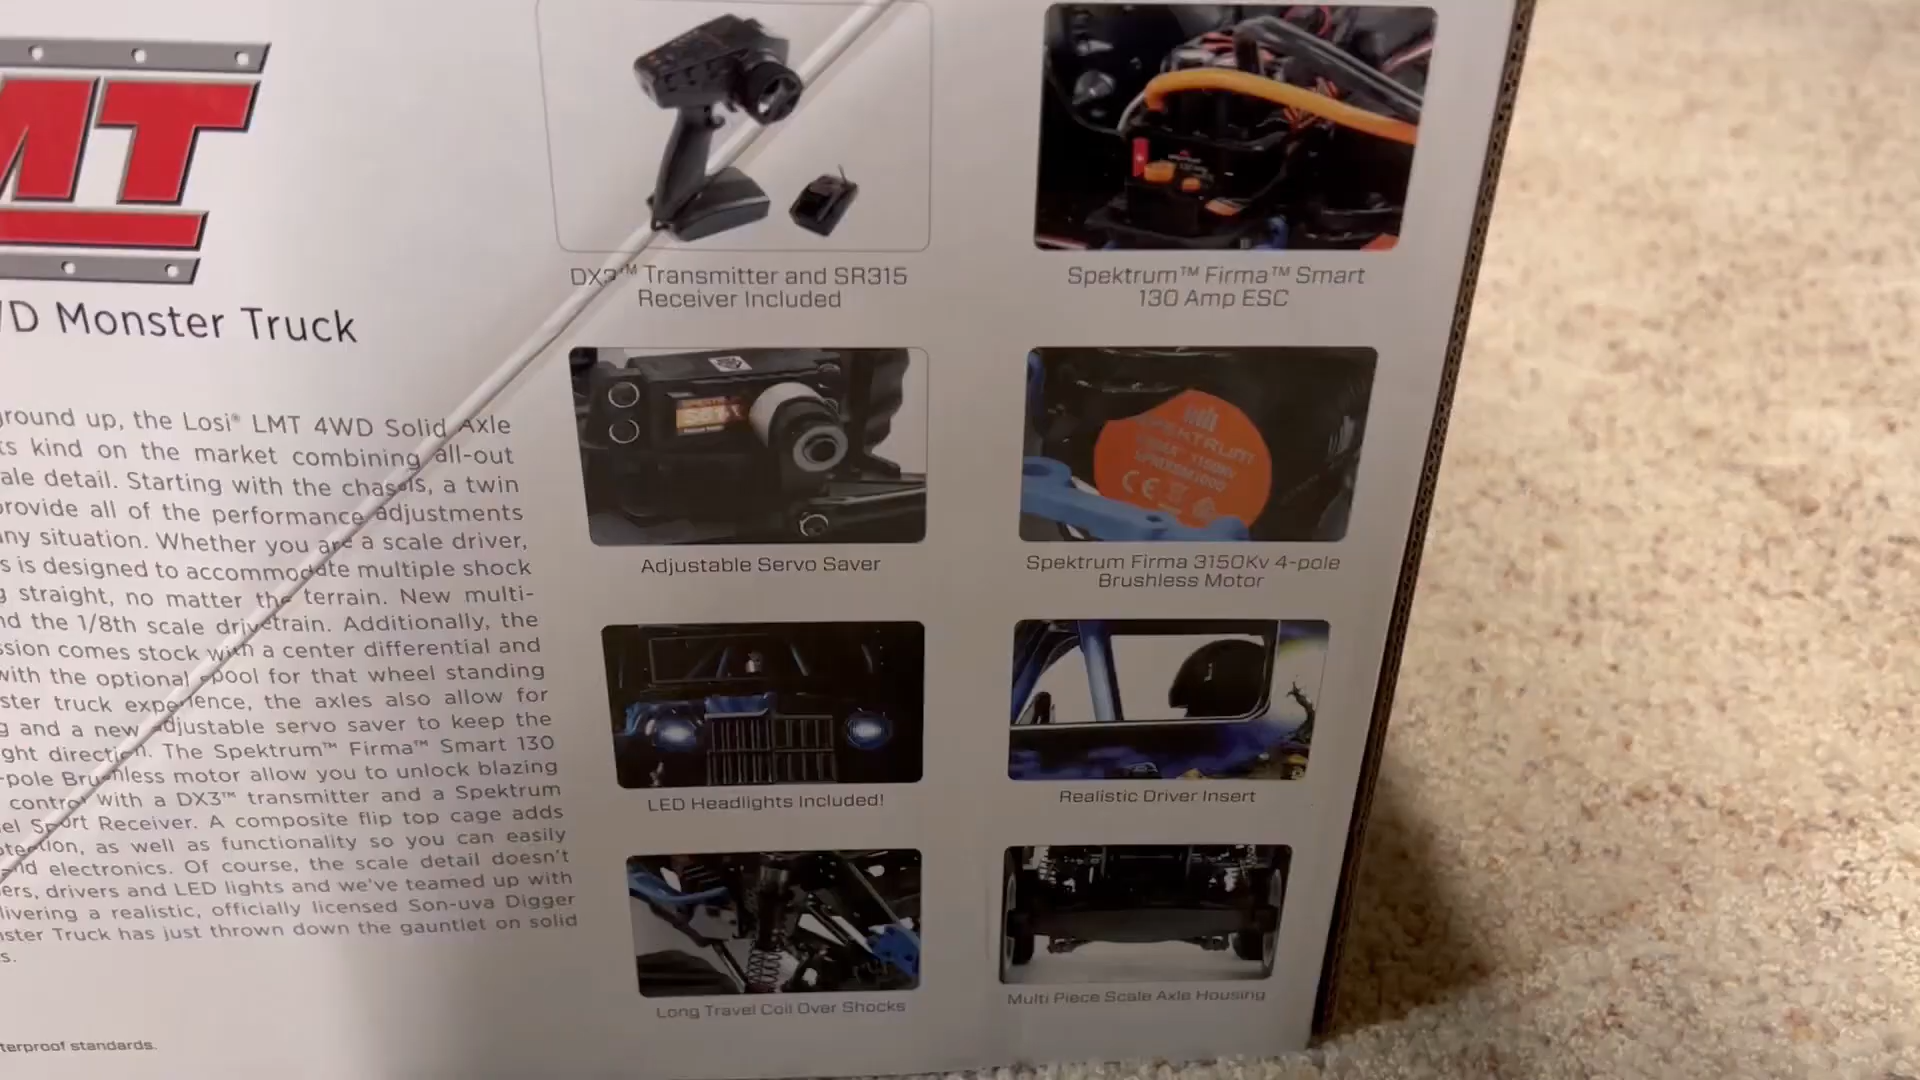 MT
D Monster Truck
ground up, the Losi® LMT 4WD Solid Axle
ts kind on the market combining all-out
ale detail. Starting with the chassis, a twin
provide all of the performance adjustments
ny situation. Whether you are a scale driver,
s is designed to accommodate multiple shock
g straight, no matter the terrain. New multi-
nd the 1/8th scale drivetrain. Additionally, the
ssion comes stock with a center differential and
with the optional spool for that wheel standing
ster truck experience, the axles also allow for
g and a new adjustable servo saver to keep the
ght direction. The Spektrum™ Firma™ Smart 130
-pole Brushless motor allow you to unlock blazing
control with a DX3™ transmitter and a Spektrum
el Sport Receiver. A composite flip top cage adds
otection, as well as functionality so you can easily
nd electronics. Of course, the scale detail doesn't
ers, drivers and LED lights and we've teamed up with
livering a realistic, officially licensed Son-uva Digger
nster Truck has just thrown down the gauntlet on solid
s.
terproof standards.
DX3™ Transmitter and SR315
Receiver Included
Spektrum™ Firma™ Smart
130 Amp ESC
Adjustable Servo Saver
SPEKTRUM
CE
Spektrum Firma 3150Kv 4-pole
Brushless Motor
LED Headlights Included!
Realistic Driver Insert
Long Travel Coil Over Shocks
Multi Piece Scale Axle Housing